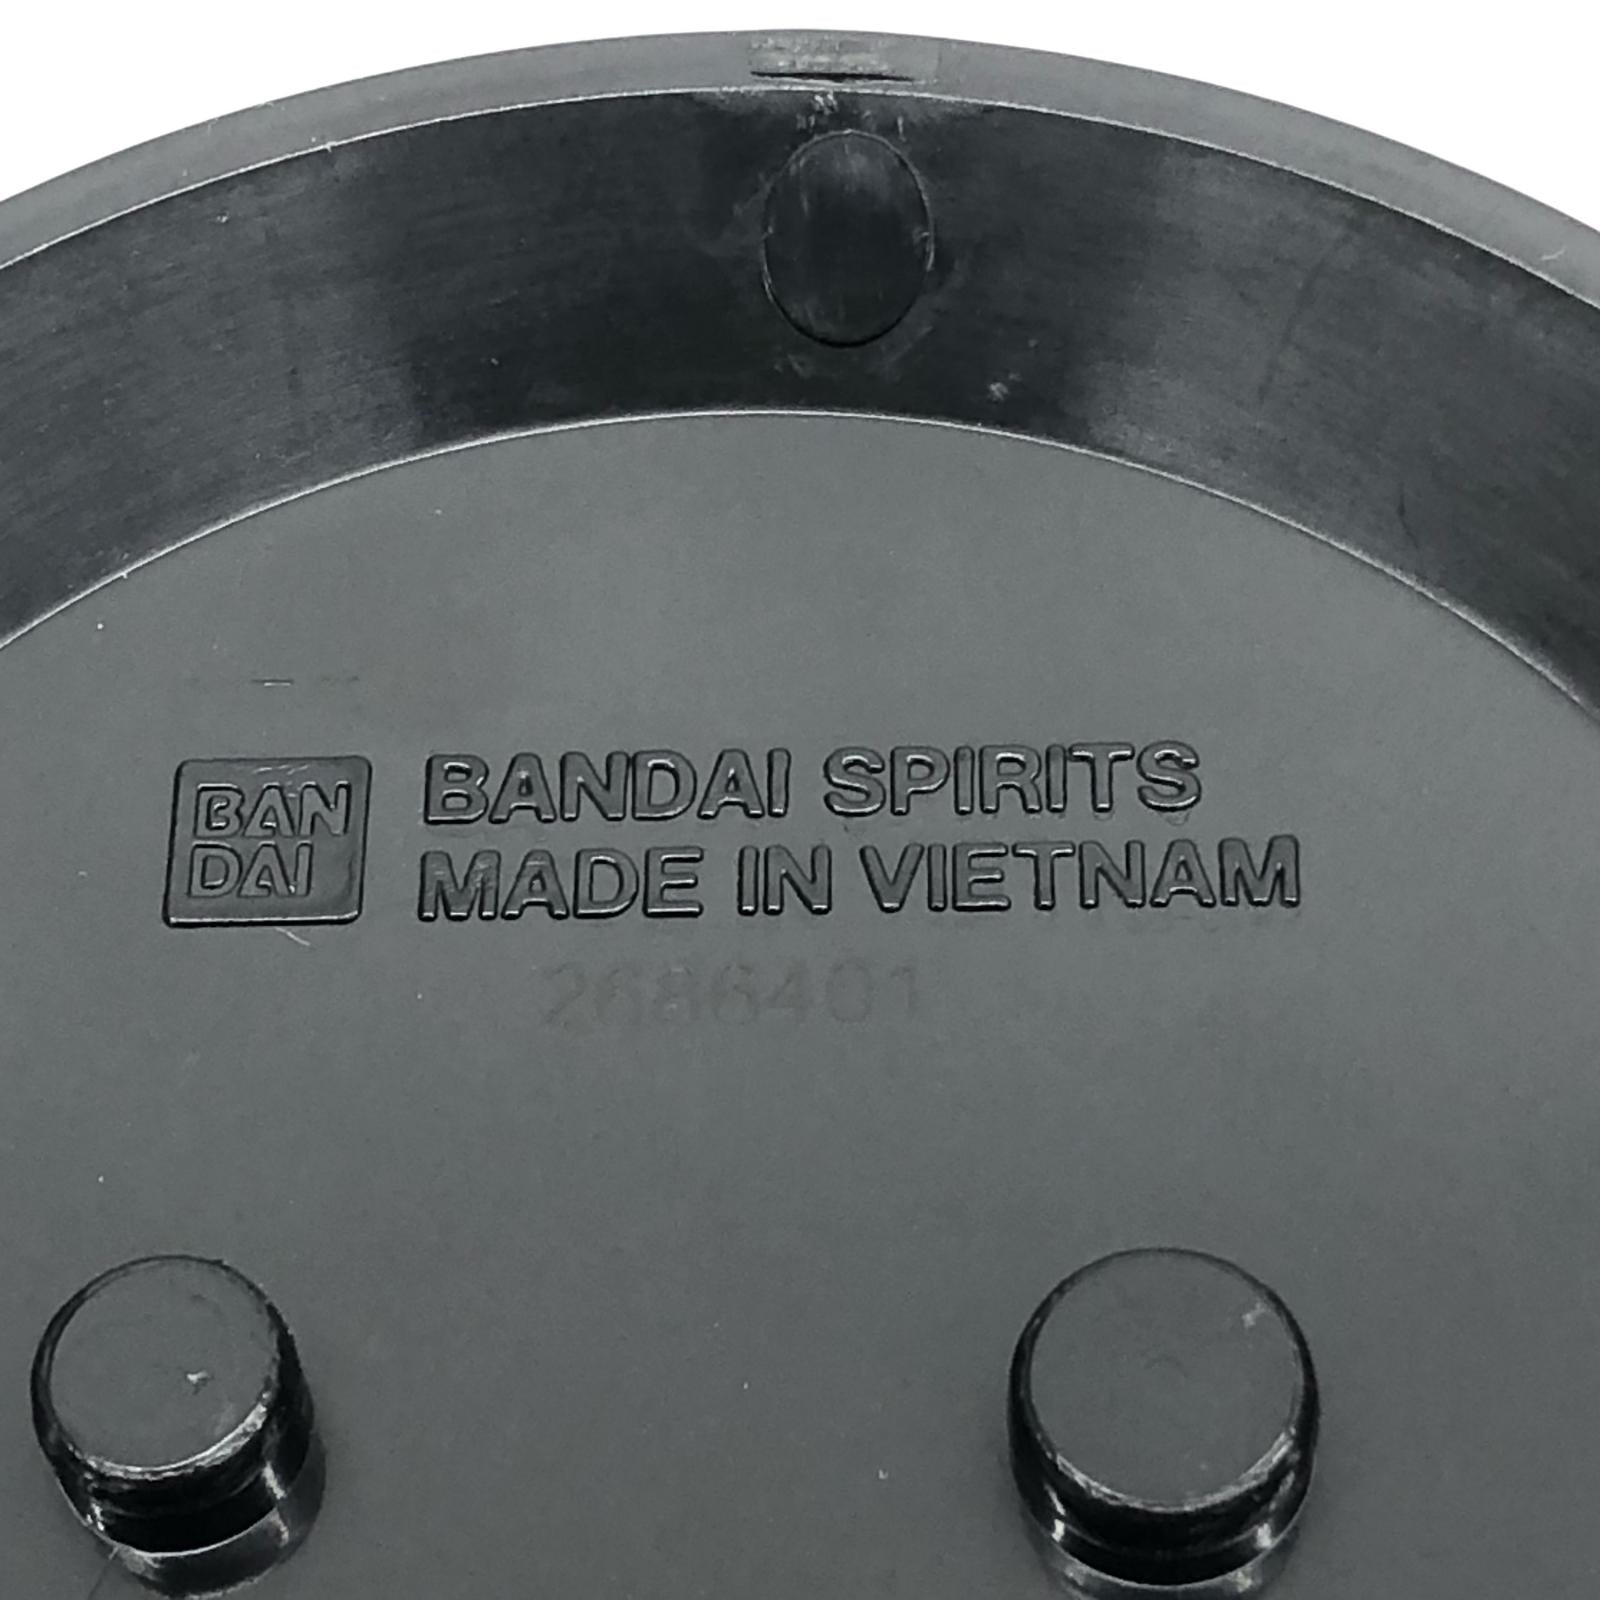 BAN
DAI
BANDAI SPIRITS
MADE IN VIETNAM
2686401